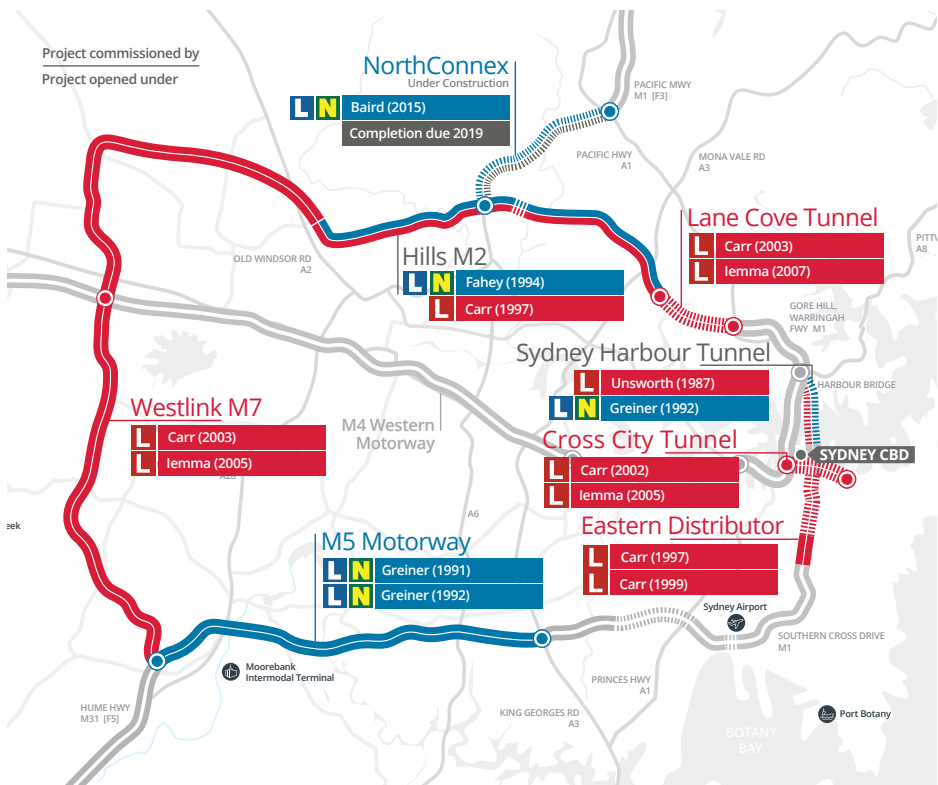 Project commissioned by
Project opened under
NorthConnex
Under Construction
L N Baird (2015)
Completion due 2019
PACIFIC MWY
M1 [F3]
PACIFIC HWY
A1
MONA VALE RD
A3
Lane Cove Tunnel
L Carr (2003)
L Iemma (2007)
PITTW
A8
OLD WINDSOR RD
A2
Hills M2
L N Fahey (1994)
L Carr (1997)
GORE HILL,
WARRINGAH
FWY M1
Sydney Harbour Tunnel
L Unsworth (1987)
L N Greiner (1992)
HARBOUR BRIDGE
Westlink M7
L Carr (2003)
L Iemma (2005)
M4 Western
Motorway
Cross City Tunnel
L Carr (2002)
L Iemma (2005)
SYDNEY CBD
A28
eek
A6
Eastern Distributor
L Carr (1997)
L Carr (1999)
M5 Motorway
L N Greiner (1991)
L N Greiner (1992)
Sydney Airport
SOUTHERN CROSS DRIVE
M1
Moorebank
Intermodal Terminal
PRINCES HWY
A1
HUME HWY
M31 [F5]
KING GEORGES RD
A3
Port Botany
BOTANY
BAY